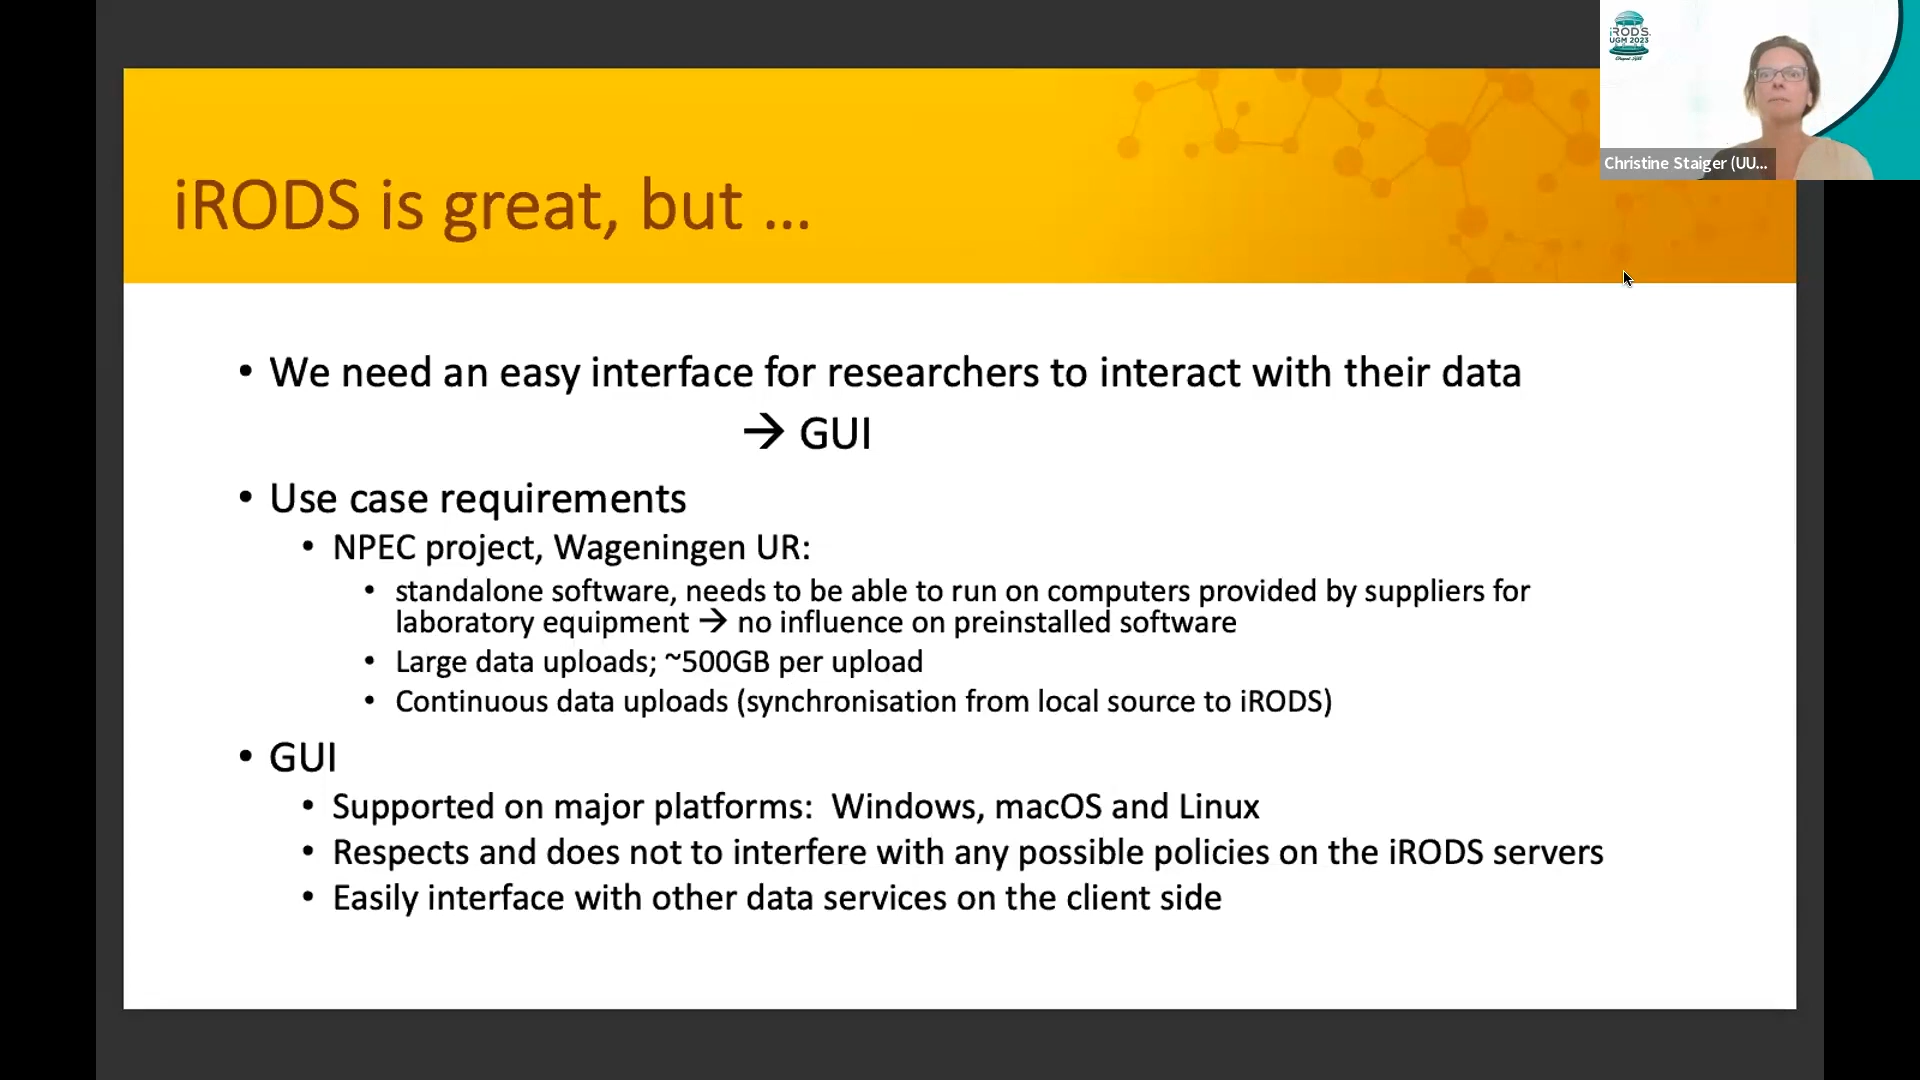 iRODS
UGM 2023
Chapel Hill
Christine Staiger (UU...
iRODS is great, but ...
• We need an easy interface for researchers to interact with their data
→ GUI
• Use case requirements
• NPEC project, Wageningen UR:
• standalone software, needs to be able to run on computers provided by suppliers for
laboratory equipment → no influence on preinstalled software
• Large data uploads; ~500GB per upload
• Continuous data uploads (synchronisation from local source to iRODS)
• GUI
• Supported on major platforms:  Windows, macOS and Linux
• Respects and does not to interfere with any possible policies on the iRODS servers
• Easily interface with other data services on the client side